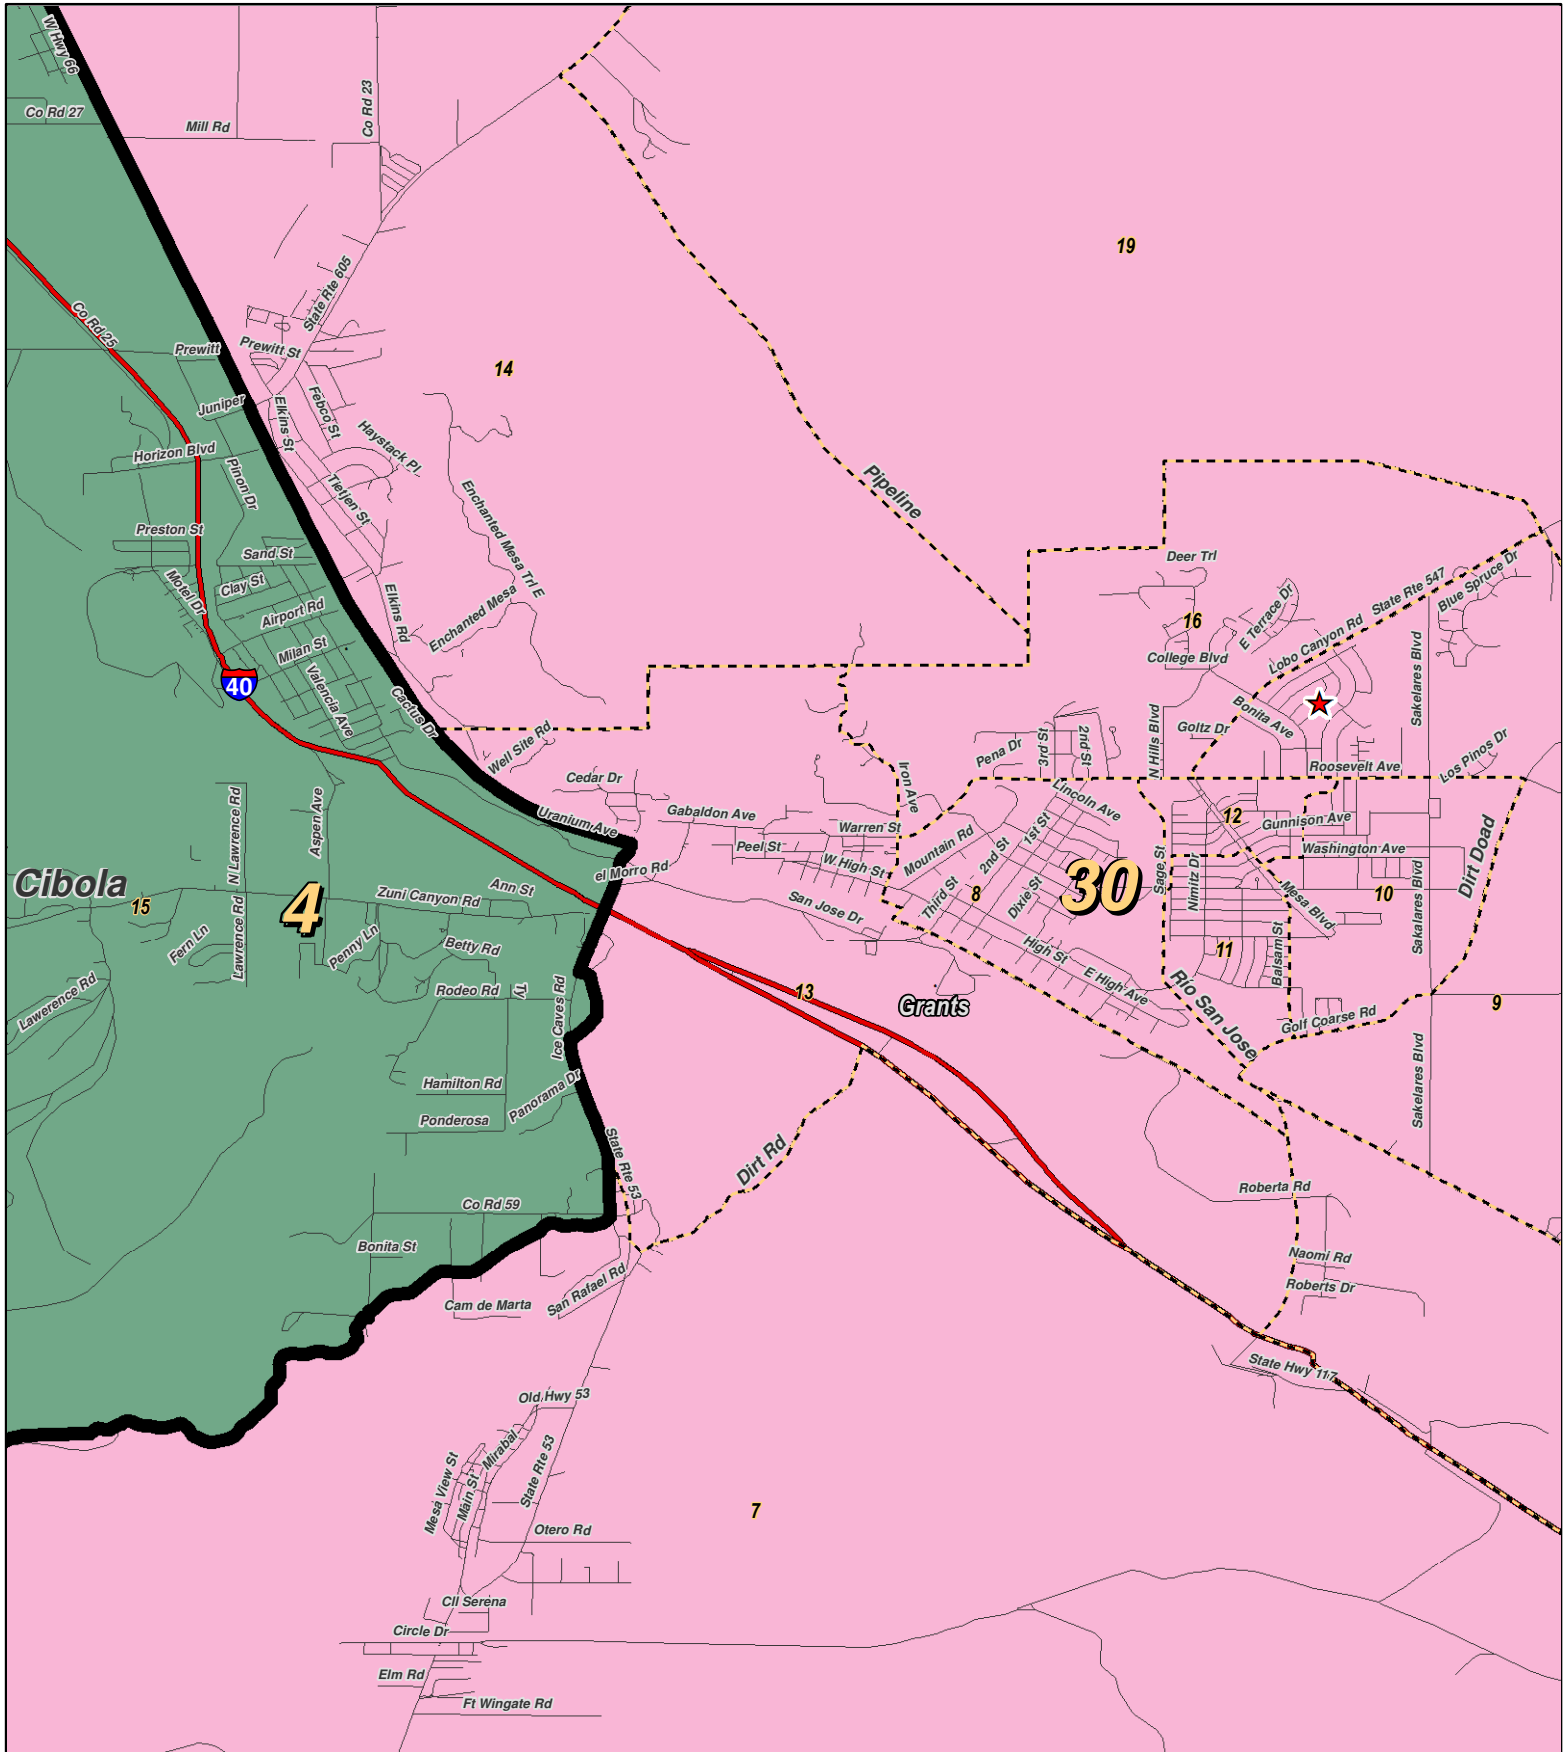 W Hwy 66
Co Rd 27
Mill Rd
Co Rd 23
19
State Rte 605
Co Rd 25
Prewitt
Prewitt St
14
Juniper
Elkins St
Febco St
Haystack Pl
Horizon Blvd
Pinon Dr
Tietjen St
Pipeline
Enchanted Mesa Trl E
Preston St
Sand St
Motel Dr
Clay St
Airport Rd
Elkins Rd
Enchanted Mesa
Milan St
Valencia Ave
Cactus Dr
40
Deer Trl
State Rte 547
Blue Spruce Dr
16
E Terrace Dr
Lobo Canyon Rd
College Blvd
Sakelares Blvd
Bonita Ave
N Hills Blvd
Goltz Dr
Well Site Rd
Pena Dr
3rd St
2nd St
Roosevelt Ave
Los Pinos Dr
Cedar Dr
Iron Ave
N Lawrence Rd
Aspen Ave
Uranium Ave
Gabaldon Ave
Warren St
Lincoln Ave
12
Gunnison Ave
Peel St
Mountain Rd
1st St
2nd St
Washington Ave
Dirt Doad
W High St
el Morro Rd
Sage St
Nimitz Dr
Cibola
15
4
Zuni Canyon Rd
Ann St
San Jose Dr
Third St
8
Dixie St
30
Mesa Blvd
10
Sakalares Blvd
Fern Ln
Lawrence Rd
Penny Ln
Betty Rd
High St
11
Balsam St
Lawerence Rd
Rodeo Rd
Ty
Ice Caves Rd
13
Grants
E High Ave
Rio San Jose
Golf Coarse Rd
9
Hamilton Rd
Panorama Dr
Ponderosa
Sakelares Blvd
State Rte 53
Dirt Rd
Co Rd 59
Roberta Rd
Bonita St
Naomi Rd
San Rafael Rd
Roberts Dr
Cam de Marta
State Hwy 117
Old Hwy 53
Mirabal
Mesa View St
Main St
State Rte 53
7
Otero Rd
Cll Serena
Circle Dr
Elm Rd
Ft Wingate Rd